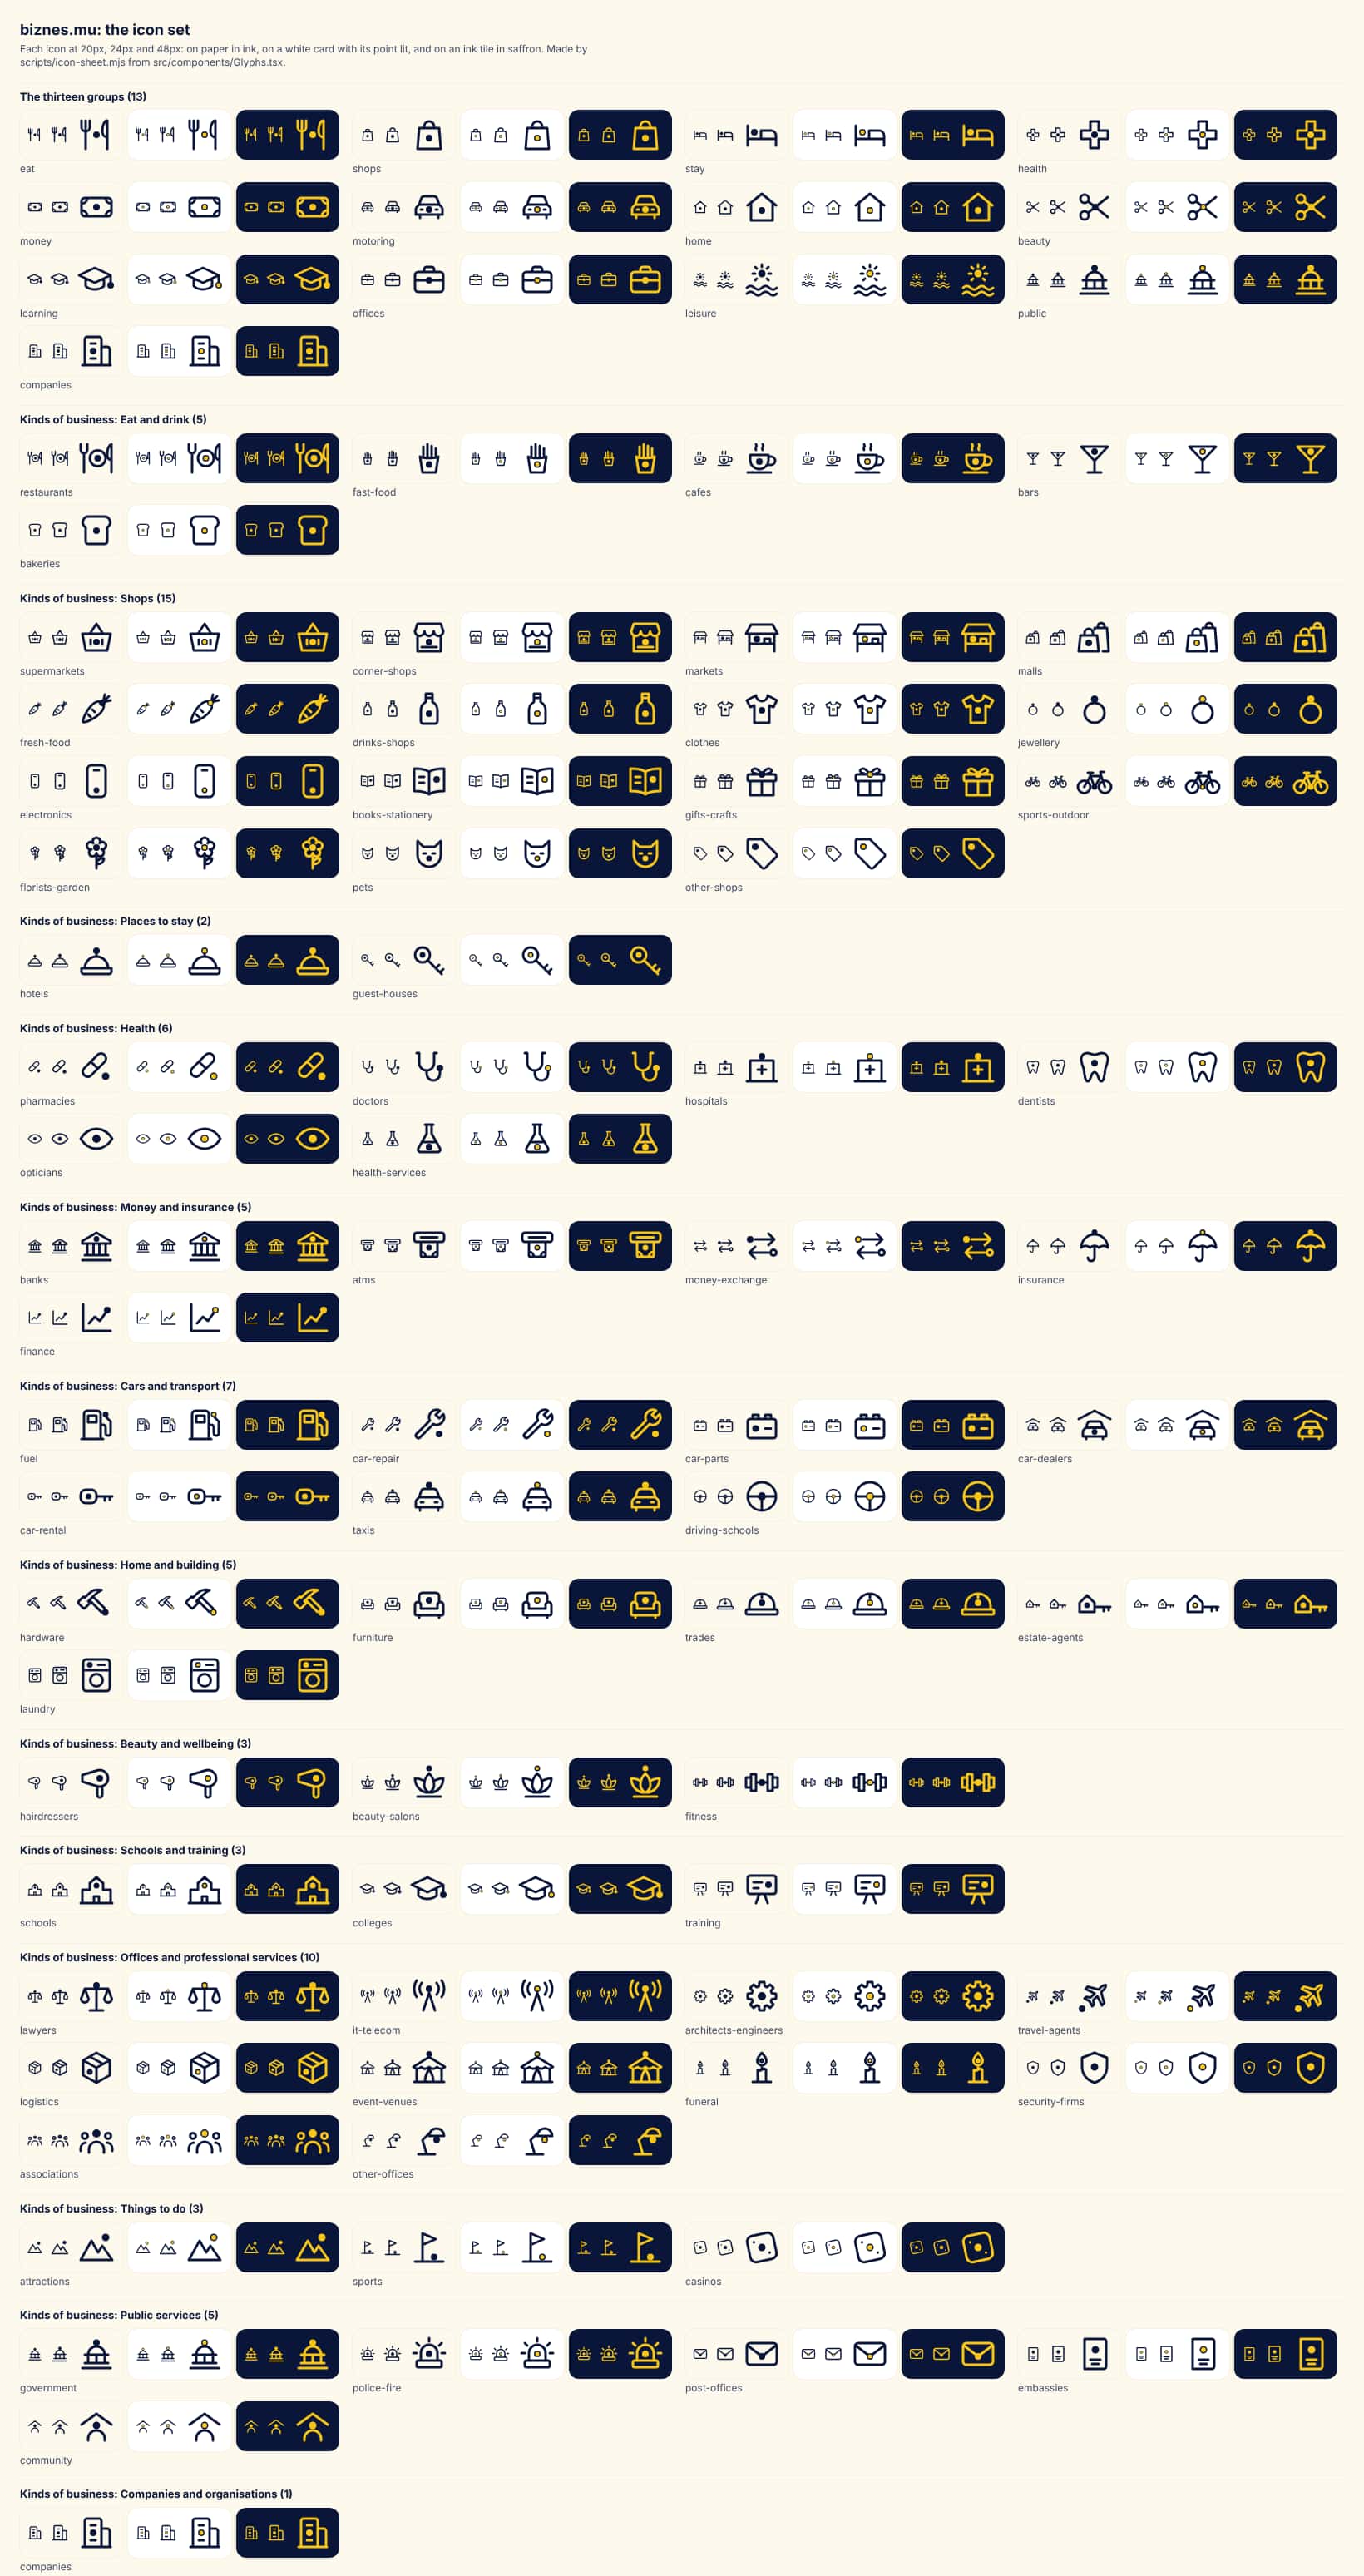 biznes.mu: the icon set
Each icon at 20px, 24px and 48px: on paper in ink, on a white card with its point lit, and on an ink tile in saffron. Made by
scripts/icon-sheet.mjs from src/components/Glyphs.tsx.
The thirteen groups (13)
eat shops stay health
money motoring home beauty
learning offices leisure public
companies
Kinds of business: Eat and drink (5)
restaurants fast-food cafes bars
bakeries
Kinds of business: Shops (15)
supermarkets corner-shops markets malls
fresh-food drinks-shops clothes jewellery
electronics books-stationery gifts-crafts sports-outdoor
florists-garden pets other-shops
Kinds of business: Places to stay (2)
hotels guest-houses
Kinds of business: Health (6)
pharmacies doctors hospitals dentists
opticians health-services
Kinds of business: Money and insurance (5)
banks atms money-exchange insurance
finance
Kinds of business: Cars and transport (7)
fuel car-repair car-parts car-dealers
car-rental taxis driving-schools
Kinds of business: Home and building (5)
hardware furniture trades estate-agents
laundry
Kinds of business: Beauty and wellbeing (3)
hairdressers beauty-salons fitness
Kinds of business: Schools and training (3)
schools colleges training
Kinds of business: Offices and professional services (10)
lawyers it-telecom architects-engineers travel-agents
logistics event-venues funeral security-firms
associations other-offices
Kinds of business: Things to do (3)
attractions sports casinos
Kinds of business: Public services (5)
government police-fire post-offices embassies
community
Kinds of business: Companies and organisations (1)
companies